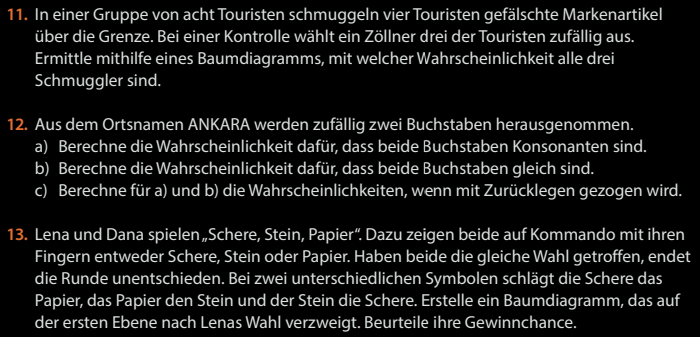 11. In einer Gruppe von acht Touristen schmuggeln vier Touristen gefälschte Markenartikel
über die Grenze. Bei einer Kontrolle wählt ein Zöllner drei der Touristen zufällig aus.
Ermittle mithilfe eines Baumdiagramms, mit welcher Wahrscheinlichkeit alle drei
Schmuggler sind.
12. Aus dem Ortsnamen ANKARA werden zufällig zwei Buchstaben herausgenommen.
a) Berechne die Wahrscheinlichkeit dafür, dass beide Buchstaben Konsonanten sind.
b) Berechne die Wahrscheinlichkeit dafür, dass beide Buchstaben gleich sind.
c) Berechne für a) und b) die Wahrscheinlichkeiten, wenn mit Zurücklegen gezogen wird.
13. Lena und Dana spielen „Schere, Stein, Papier“. Dazu zeigen beide auf Kommando mit ihren
Fingern entweder Schere, Stein oder Papier. Haben beide die gleiche Wahl getroffen, endet
die Runde unentschieden. Bei zwei unterschiedlichen Symbolen schlägt die Schere das
Papier, das Papier den Stein und der Stein die Schere. Erstelle ein Baumdiagramm, das auf
der ersten Ebene nach Lenas Wahl verzweigt. Beurteile ihre Gewinnchance.